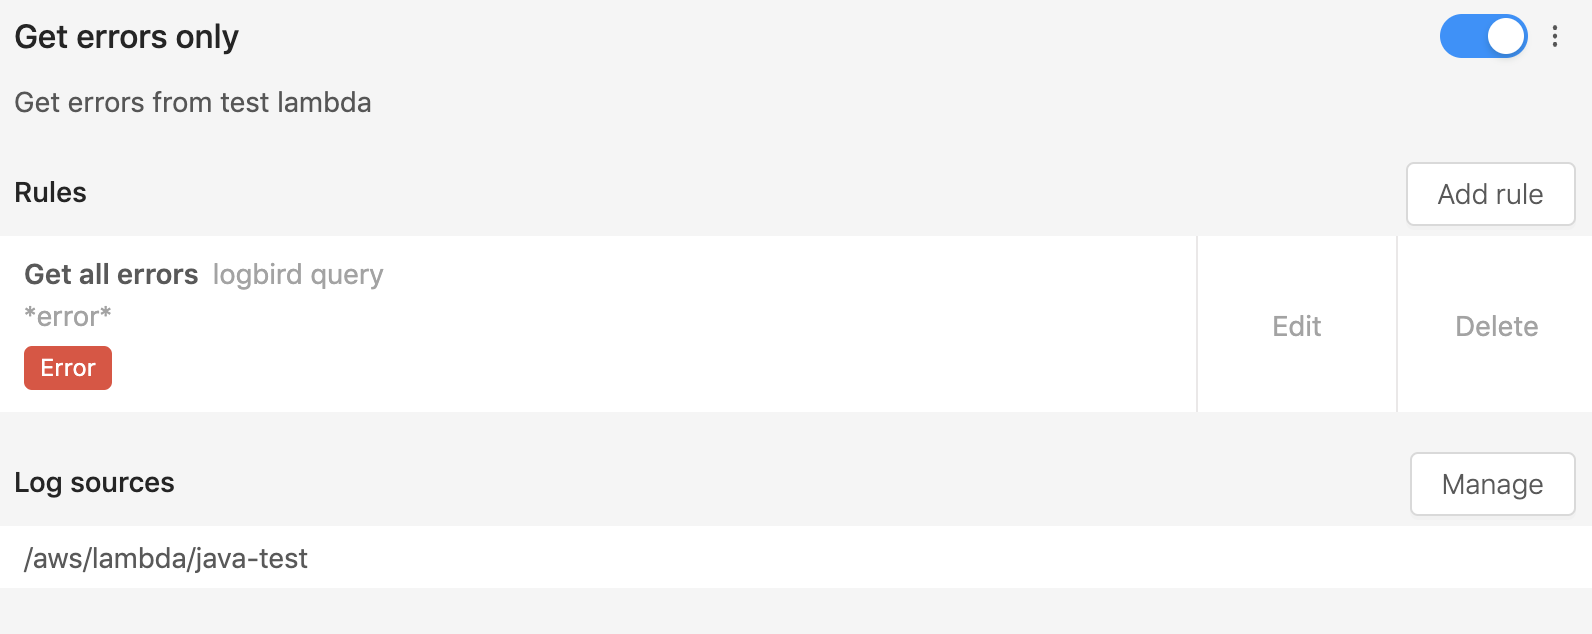 Get errors only
Get errors from test lambda
Rules
Add rule
Get all errors logbird query
*error*
Error
Edit
Delete
Log sources
Manage
/aws/lambda/java-test